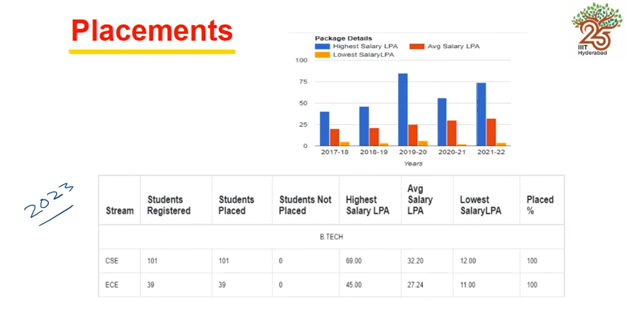 Placements
Package Details
Highest Salary LPA
Avg Salary LPA
Lowest SalaryLPA
100
75
50
25
0
2017-18 2018-19 2019-20 2020-21 2021-22
Years
25
IIIT
Hyderabad
2023
Stream Students Registered Students Placed Students Not Placed Highest Salary LPA Avg Salary LPA Lowest SalaryLPA Placed %
B.TECH
CSE 101 101 0 69.00 32.20 12.00 100
ECE 39 39 0 45.00 27.24 11.00 100